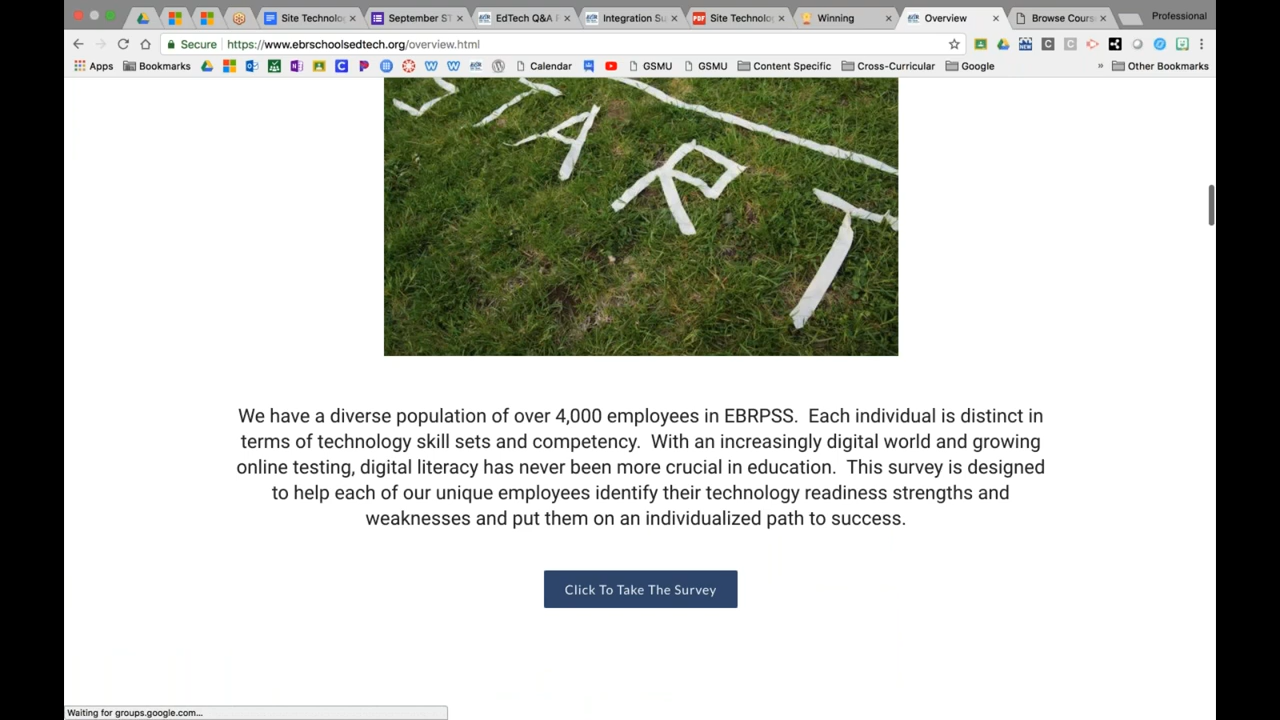 Site Technolo
September ST
EdTech Q&A F
Integration Su
Site Technolo
Winning
Overview
Browse Cours
Professional
Secure
https://www.ebrschoolsedtech.org/overview.html
Apps
Bookmarks
Calendar
GSMU
GSMU
Content Specific
Cross-Curricular
Google
»
Other Bookmarks
START
We have a diverse population of over 4,000 employees in EBRPSS. Each individual is distinct in
terms of technology skill sets and competency. With an increasingly digital world and growing
online testing, digital literacy has never been more crucial in education. This survey is designed
to help each of our unique employees identify their technology readiness strengths and
weaknesses and put them on an individualized path to success.
Click To Take The Survey
Waiting for groups.google.com...